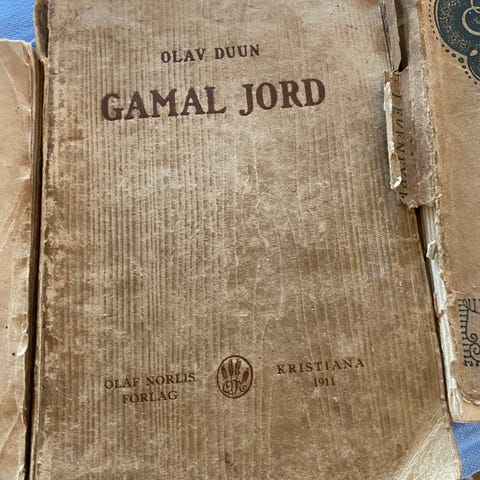 OLAV DUUN
GAMAL JORD
OLAF NORLIS
FORLAG
KRISTIANA
1911